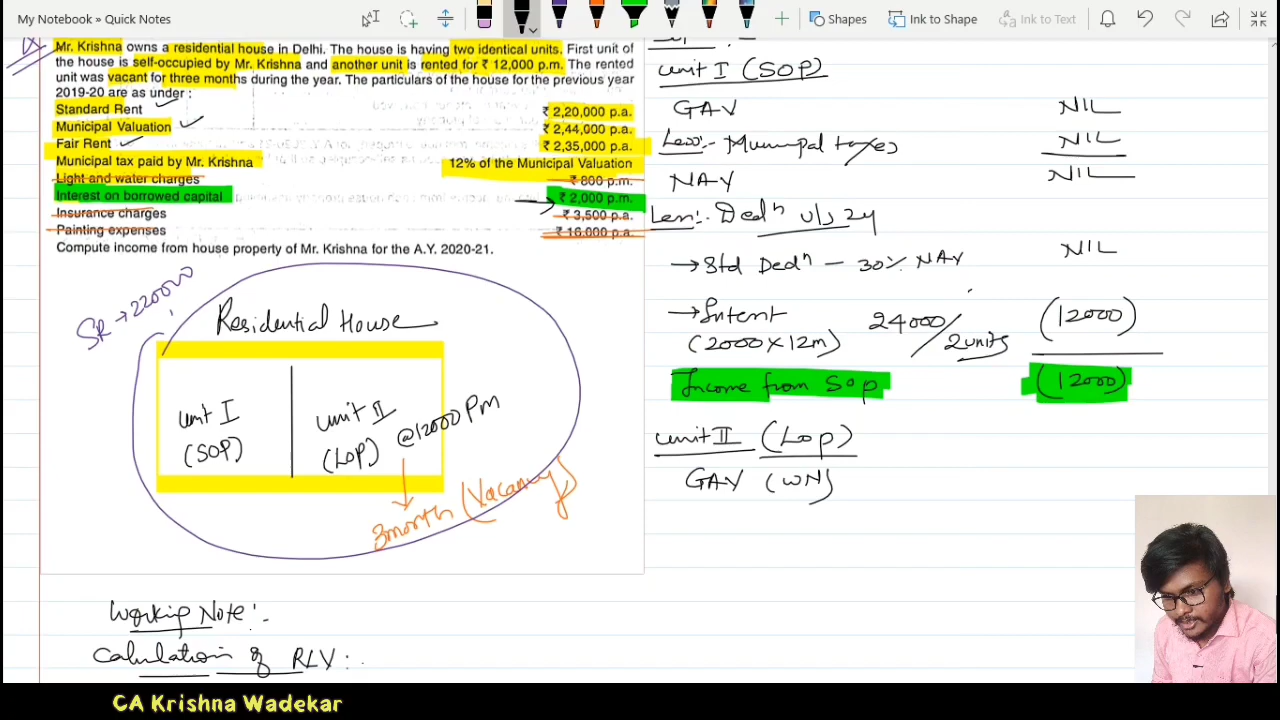 My Notebook » Quick Notes
Shapes
Ink to Shape
Ink to Text
Mr. Krishna owns a residential house in Delhi. The house is having two identical units. First unit of
the house is self-occupied by Mr. Krishna and another unit is rented for ₹ 12,000 p.m. The rented
unit was vacant for three months during the year. The particulars of the house for the previous year
2019-20 are as under :
Standard Rent ₹ 2,20,000 p.a.
Municipal Valuation ₹ 2,44,000 p.a.
Fair Rent ₹ 2,35,000 p.a.
Municipal tax paid by Mr. Krishna 12% of the Municipal Valuation
Light and water charges ₹ 800 p.m.
Interest on borrowed capital ₹ 2,000 p.m.
Insurance charges ₹ 3,500 p.a.
Painting expenses ₹ 16,000 p.a.
Compute income from house property of Mr. Krishna for the A.Y. 2020-21.
SR → 220000
Residential House
unit I
(SOP)
unit II
(LOP) @12000 Pm
3month (Vacancy)
Working Note:-
Calculation of RLV:
unit I (SOP)
GAV NIL
Less:- Municipal taxes NIL
NAV NIL
Less:- Dedⁿ u/s 24
→ Std Dedⁿ - 30% NAV NIL
→ Interest 24000/2units (12000)
(2000 x 12m)
Income from SOP (12000)
unit II (LOP)
GAV (WN)
CA Krishna Wadekar